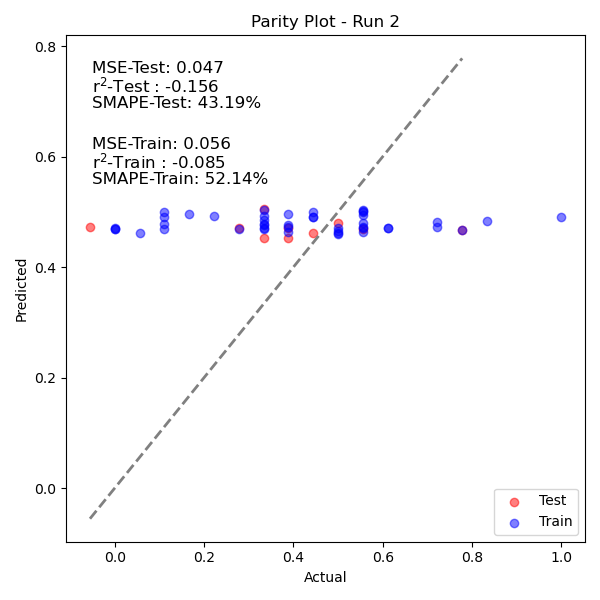 Parity Plot - Run 2
MSE-Test: 0.047
r²-Test : -0.156
SMAPE-Test: 43.19%
MSE-Train: 0.056
r²-Train : -0.085
SMAPE-Train: 52.14%
0.8
0.6
0.4
0.2
0.0
Predicted
Test
Train
0.0 0.2 0.4 0.6 0.8 1.0
Actual